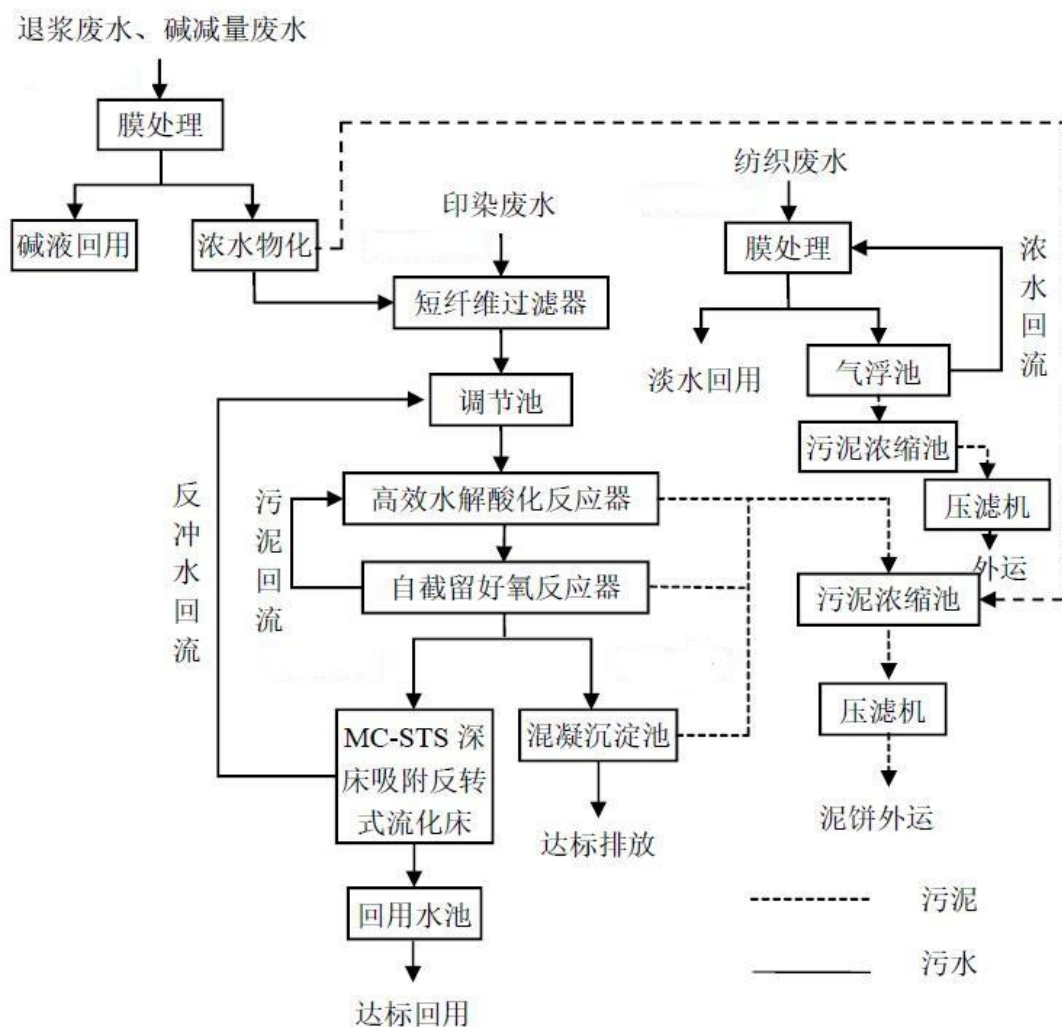 退浆废水、碱减量废水
膜处理
碱液回用
浓水物化
印染废水
短纤维过滤器
调节池
高效水解酸化反应器
自截留好氧反应器
污泥回流
反冲水回流
MC-STS 深
床吸附反转
式流化床
混凝沉淀池
达标排放
回用水池
达标回用
纺织废水
膜处理
浓水回流
淡水回用
气浮池
污泥浓缩池
压滤机
外运
污泥浓缩池
压滤机
泥饼外运
污泥
污水